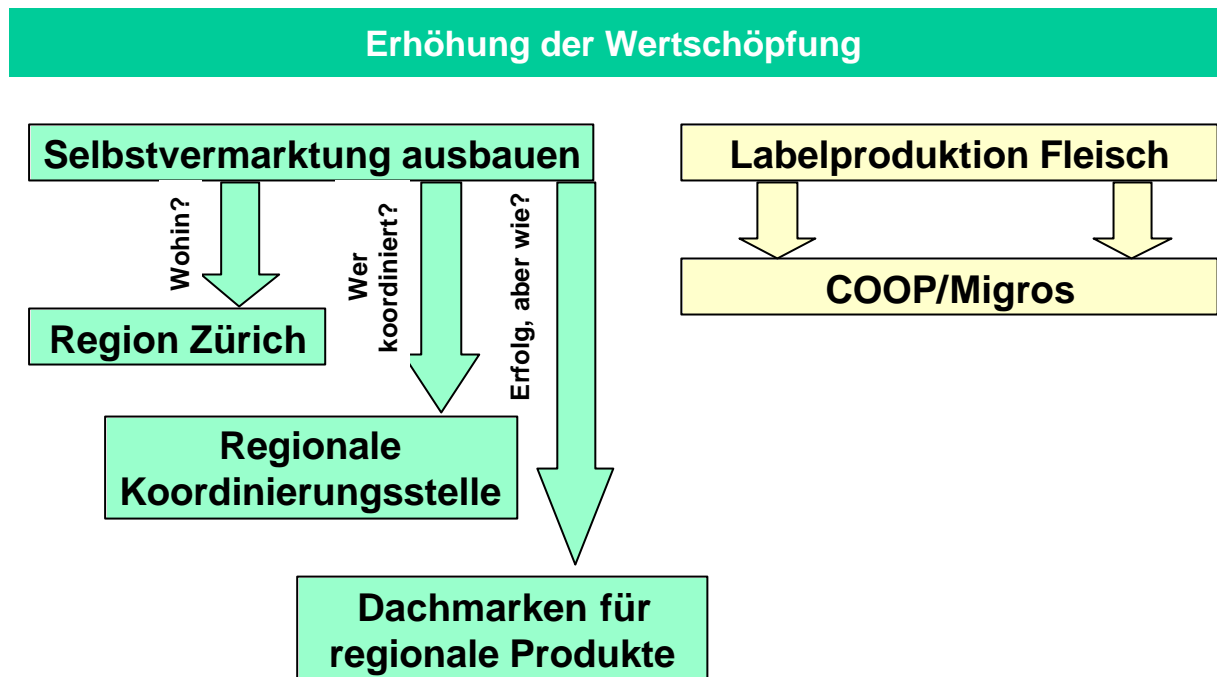 Erhöhung der Wertschöpfung
Selbstvermarktung ausbauen
Wohin?
Region Zürich
Wer
koordiniert?
Regionale
Koordinierungsstelle
Erfolg, aber wie?
Dachmarken für
regionale Produkte
Labelproduktion Fleisch
COOP/Migros